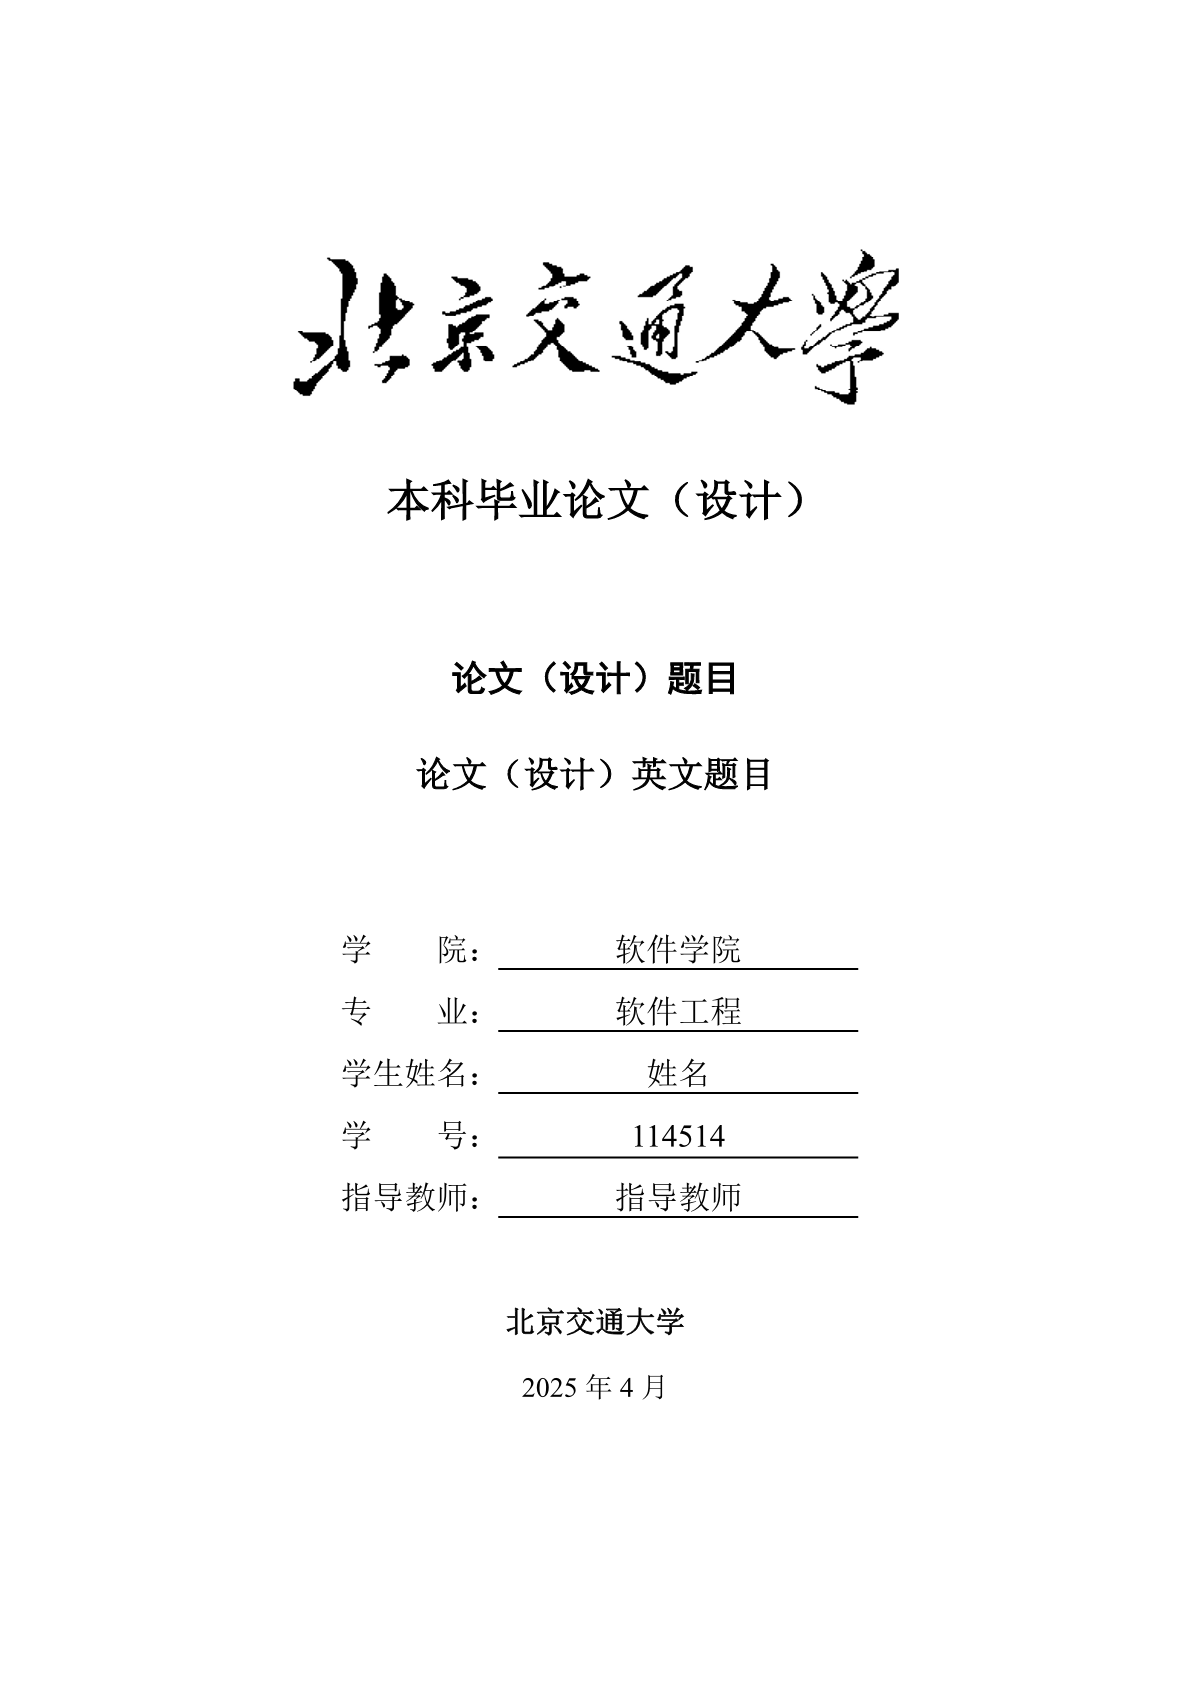 北京交通大學
本科毕业论文（设计）
论文（设计）题目
论文（设计）英文题目
学 院： 软件学院
专 业： 软件工程
学生姓名： 姓名
学 号： 114514
指导教师： 指导教师
北京交通大学
2025 年 4 月